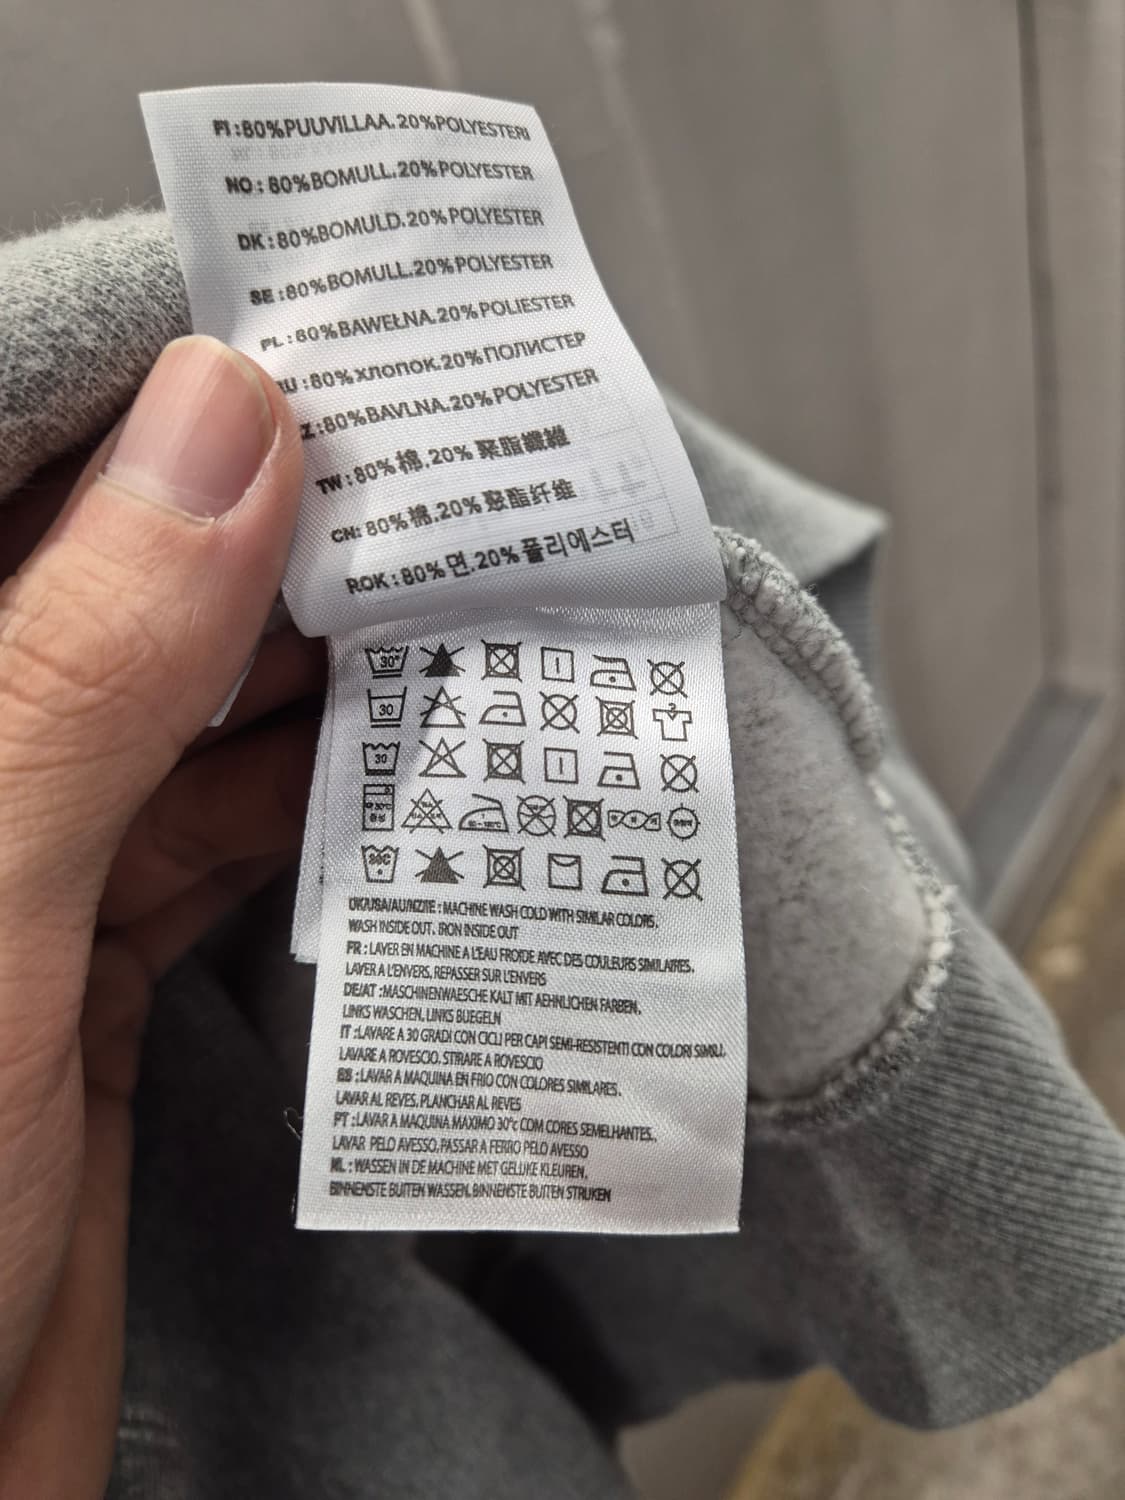 FI:80%PUUVILLAA.20%POLYESTERI
NO:80%BOMULL.20%POLYESTER
DK:80%BOMULD.20%POLYESTER
SE:80%BOMULL.20%POLYESTER
PL:80%BAWEŁNA.20%POLIESTER
U:80%ХЛОПОК.20%ПОЛИСТЕР
Z:80%BAVLNA.20%POLYESTER
TW:80%棉.20%聚脂纖維
CN:80%棉.20%聚酯纤维
ROK:80%면.20%폴리에스터
30°
30
30
30C
UK/USA/AU/NZ/IE:MACHINE WASH COLD WITH SIMILAR COLORS.
WASH INSIDE OUT. IRON INSIDE OUT
FR:LAVER EN MACHINE A L'EAU FROIDE AVEC DES COULEURS SIMILAIRES.
LAVER A L'ENVERS, REPASSER SUR L'ENVERS
DE/AT:MASCHINENWAESCHE KALT MIT AEHNLICHEN FARBEN,
LINKS WASCHEN, LINKS BUEGELN
IT:LAVARE A 30 GRADI CON CICLI PER CAPI SEMI-RESISTENTI CON COLORI SIMILI.
LAVARE A ROVESCIO, STIRARE A ROVESCIO
ES:LAVAR A MAQUINA EN FRIO CON COLORES SIMILARES.
LAVAR AL REVES, PLANCHAR AL REVES
PT:LAVAR A MAQUINA MAXIMO 30°c COM CORES SEMELHANTES.
LAVAR PELO AVESSO, PASSAR A FERRO PELO AVESSO
NL:WASSEN IN DE MACHINE MET GELIJKE KLEUREN,
BINNENSTE BUITEN WASSEN, BINNENSTE BUITEN STRIJKEN